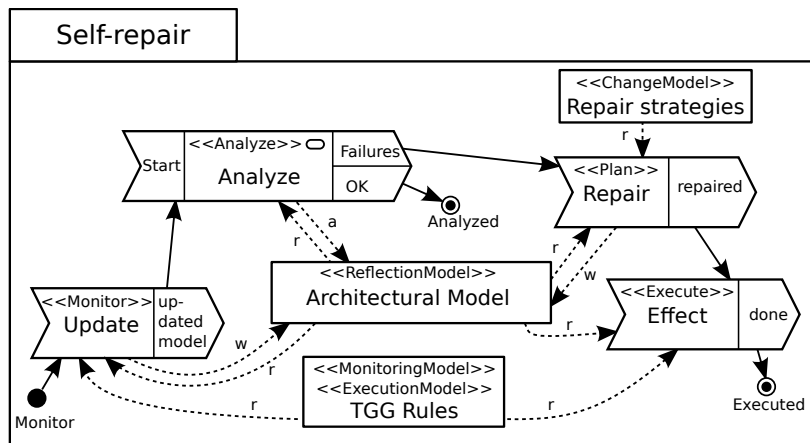 Self-repair
<<ChangeModel>>
Repair strategies
r
<<Analyze>>
Start
Analyze
Failures
OK
Analyzed
<<Plan>>
Repair
repaired
a
r
r
w
<<ReflectionModel>>
Architectural Model
<<Monitor>>
Update
up-
dated
model
w
r
r
<<Execute>>
Effect
done
<<MonitoringModel>>
<<ExecutionModel>>
TGG Rules
r
r
Monitor
Executed